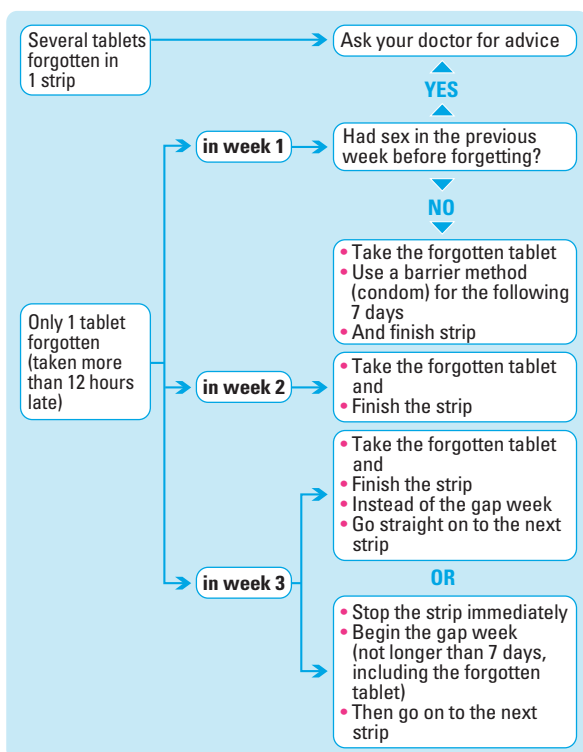 Several tablets
forgotten in
1 strip
Ask your doctor for advice
YES
in week 1
Had sex in the previous
week before forgetting?
NO
• Take the forgotten tablet
• Use a barrier method
(condom) for the following
7 days
• And finish strip
Only 1 tablet
forgotten
(taken more
than 12 hours
late)
in week 2
• Take the forgotten tablet
and
• Finish the strip
• Take the forgotten tablet
and
• Finish the strip
• Instead of the gap week
• Go straight on to the next
strip
in week 3
OR
• Stop the strip immediately
• Begin the gap week
(not longer than 7 days,
including the forgotten
tablet)
• Then go on to the next
strip